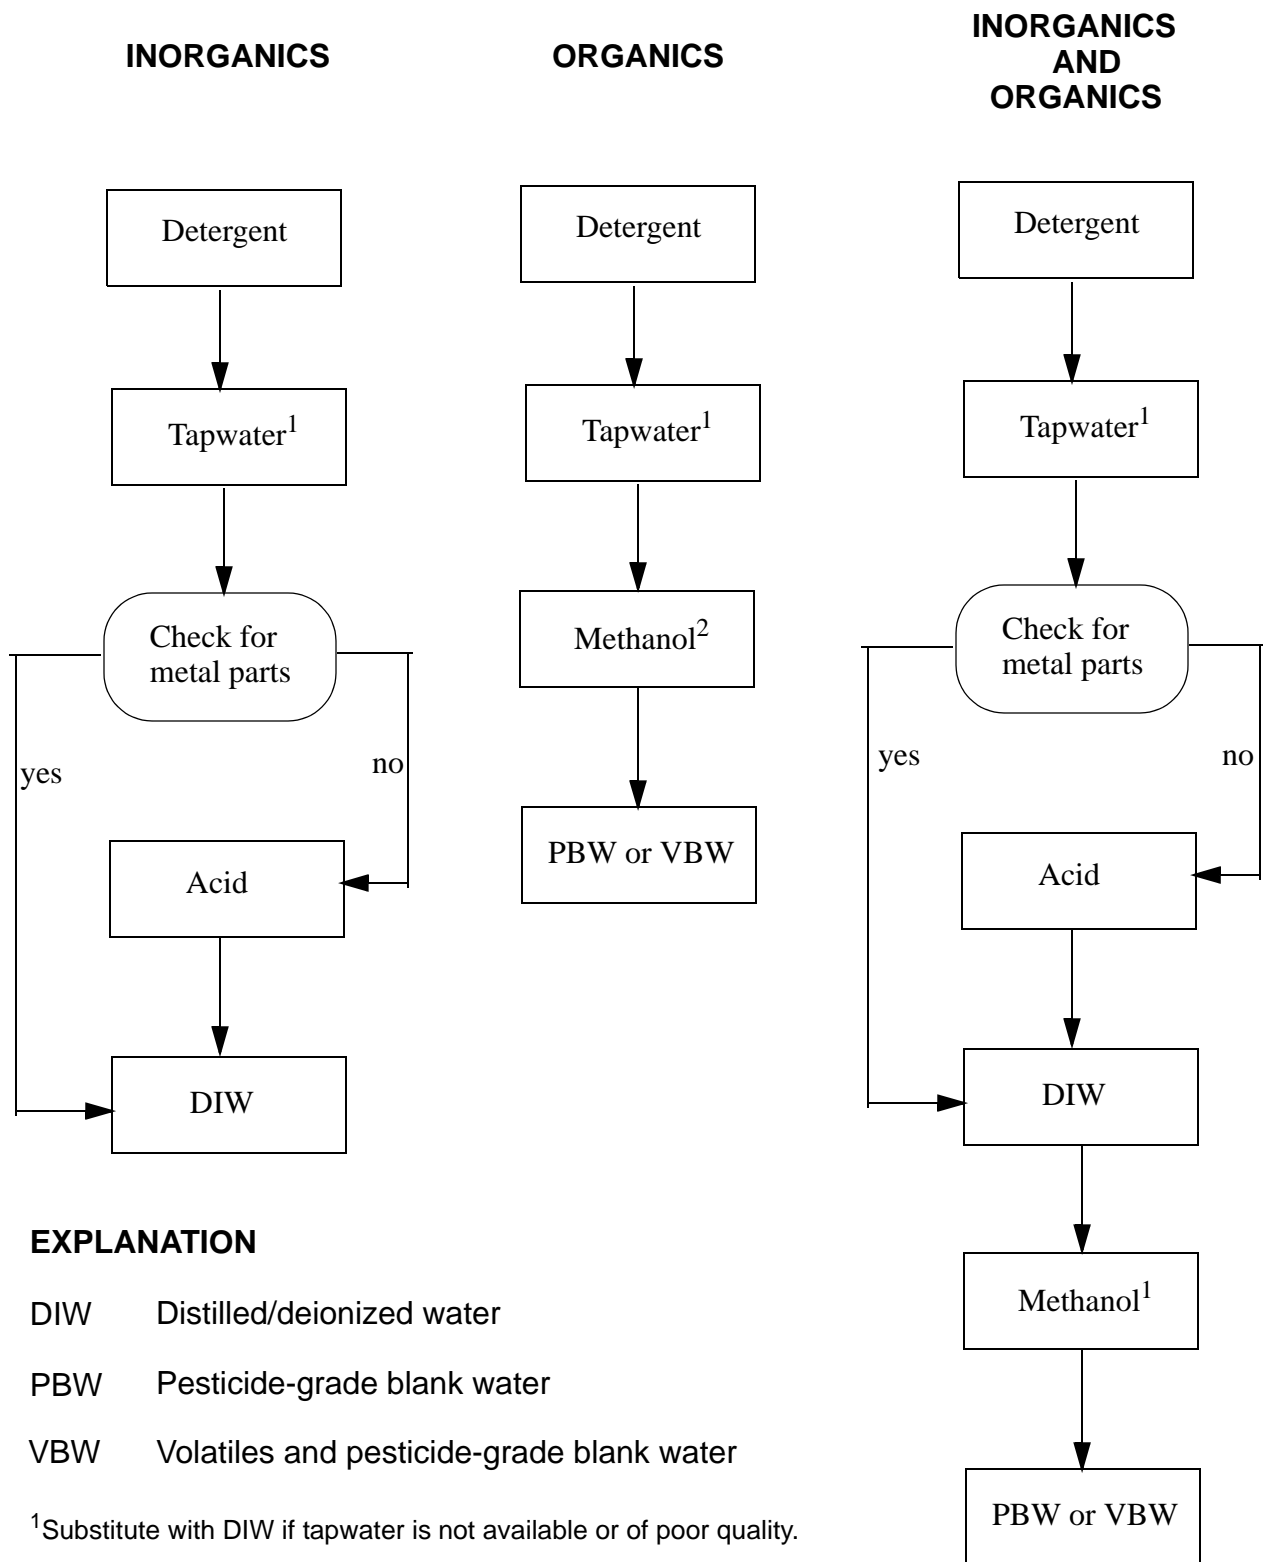 INORGANICS
Detergent
Tapwater¹
Check for
metal parts
yes
no
Acid
DIW
ORGANICS
Detergent
Tapwater¹
Methanol²
PBW or VBW
INORGANICS
AND
ORGANICS
Detergent
Tapwater¹
Check for
metal parts
yes
no
Acid
DIW
Methanol¹
PBW or VBW
EXPLANATION
DIW Distilled/deionized water
PBW Pesticide-grade blank water
VBW Volatiles and pesticide-grade blank water
¹Substitute with DIW if tapwater is not available or of poor quality.